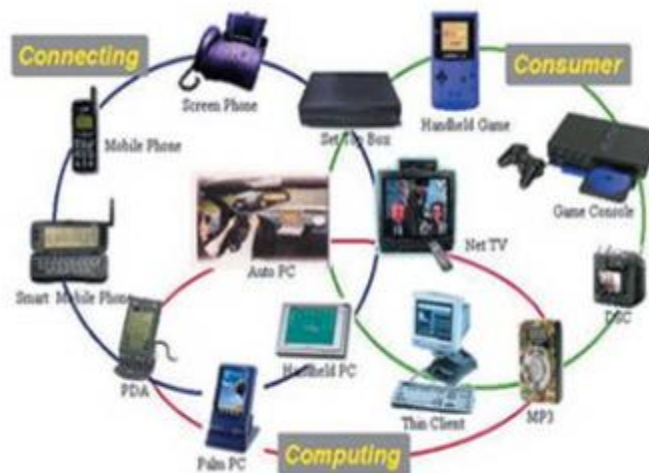 Connecting
Consumer
Screen Phone
Set Top Box
Handheld Game
Mobile Phone
Game Console
Auto PC
Net TV
Smart Mobile Phone
DSC
Handheld PC
PDA
Thin Client
MP3
Palm PC
Computing